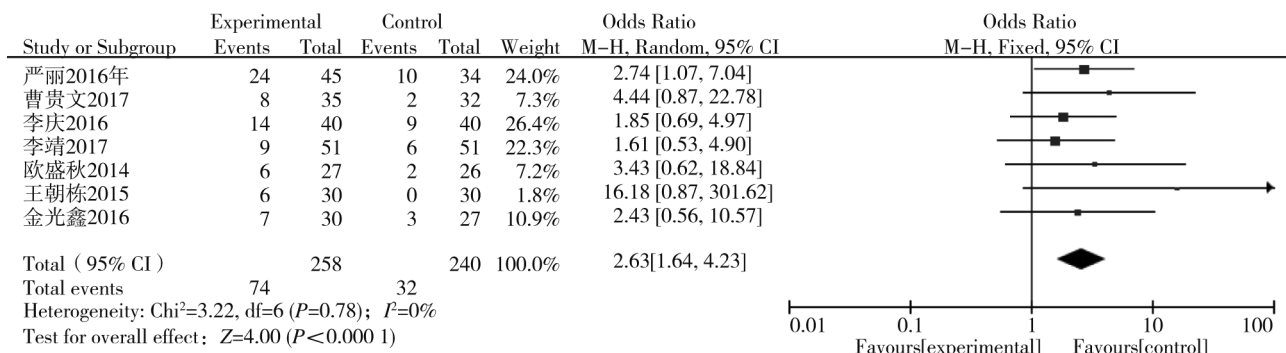 Experimental Control Odds Ratio Odds Ratio
Study or Subgroup Events Total Events Total Weight M-H, Random, 95% CI M-H, Fixed, 95% CI
严丽2016年 24 45 10 34 24.0% 2.74 [1.07, 7.04]
曹贵文2017 8 35 2 32 7.3% 4.44 [0.87, 22.78]
李庆2016 14 40 9 40 26.4% 1.85 [0.69, 4.97]
李靖2017 9 51 6 51 22.3% 1.61 [0.53, 4.90]
欧盛秋2014 6 27 2 26 7.2% 3.43 [0.62, 18.84]
王朝栋2015 6 30 0 30 1.8% 16.18 [0.87, 301.62]
金光鑫2016 7 30 3 27 10.9% 2.43 [0.56, 10.57]
Total（95% CI） 258 240 100.0% 2.63[1.64, 4.23]
Total events 74 32
Heterogeneity: Chi²=3.22, df=6 (P=0.78)；I²=0%
Test for overall effect：Z=4.00 (P＜0.000 1)
0.01 0.1 1 10 100
Favours[experimental] Favours[control]